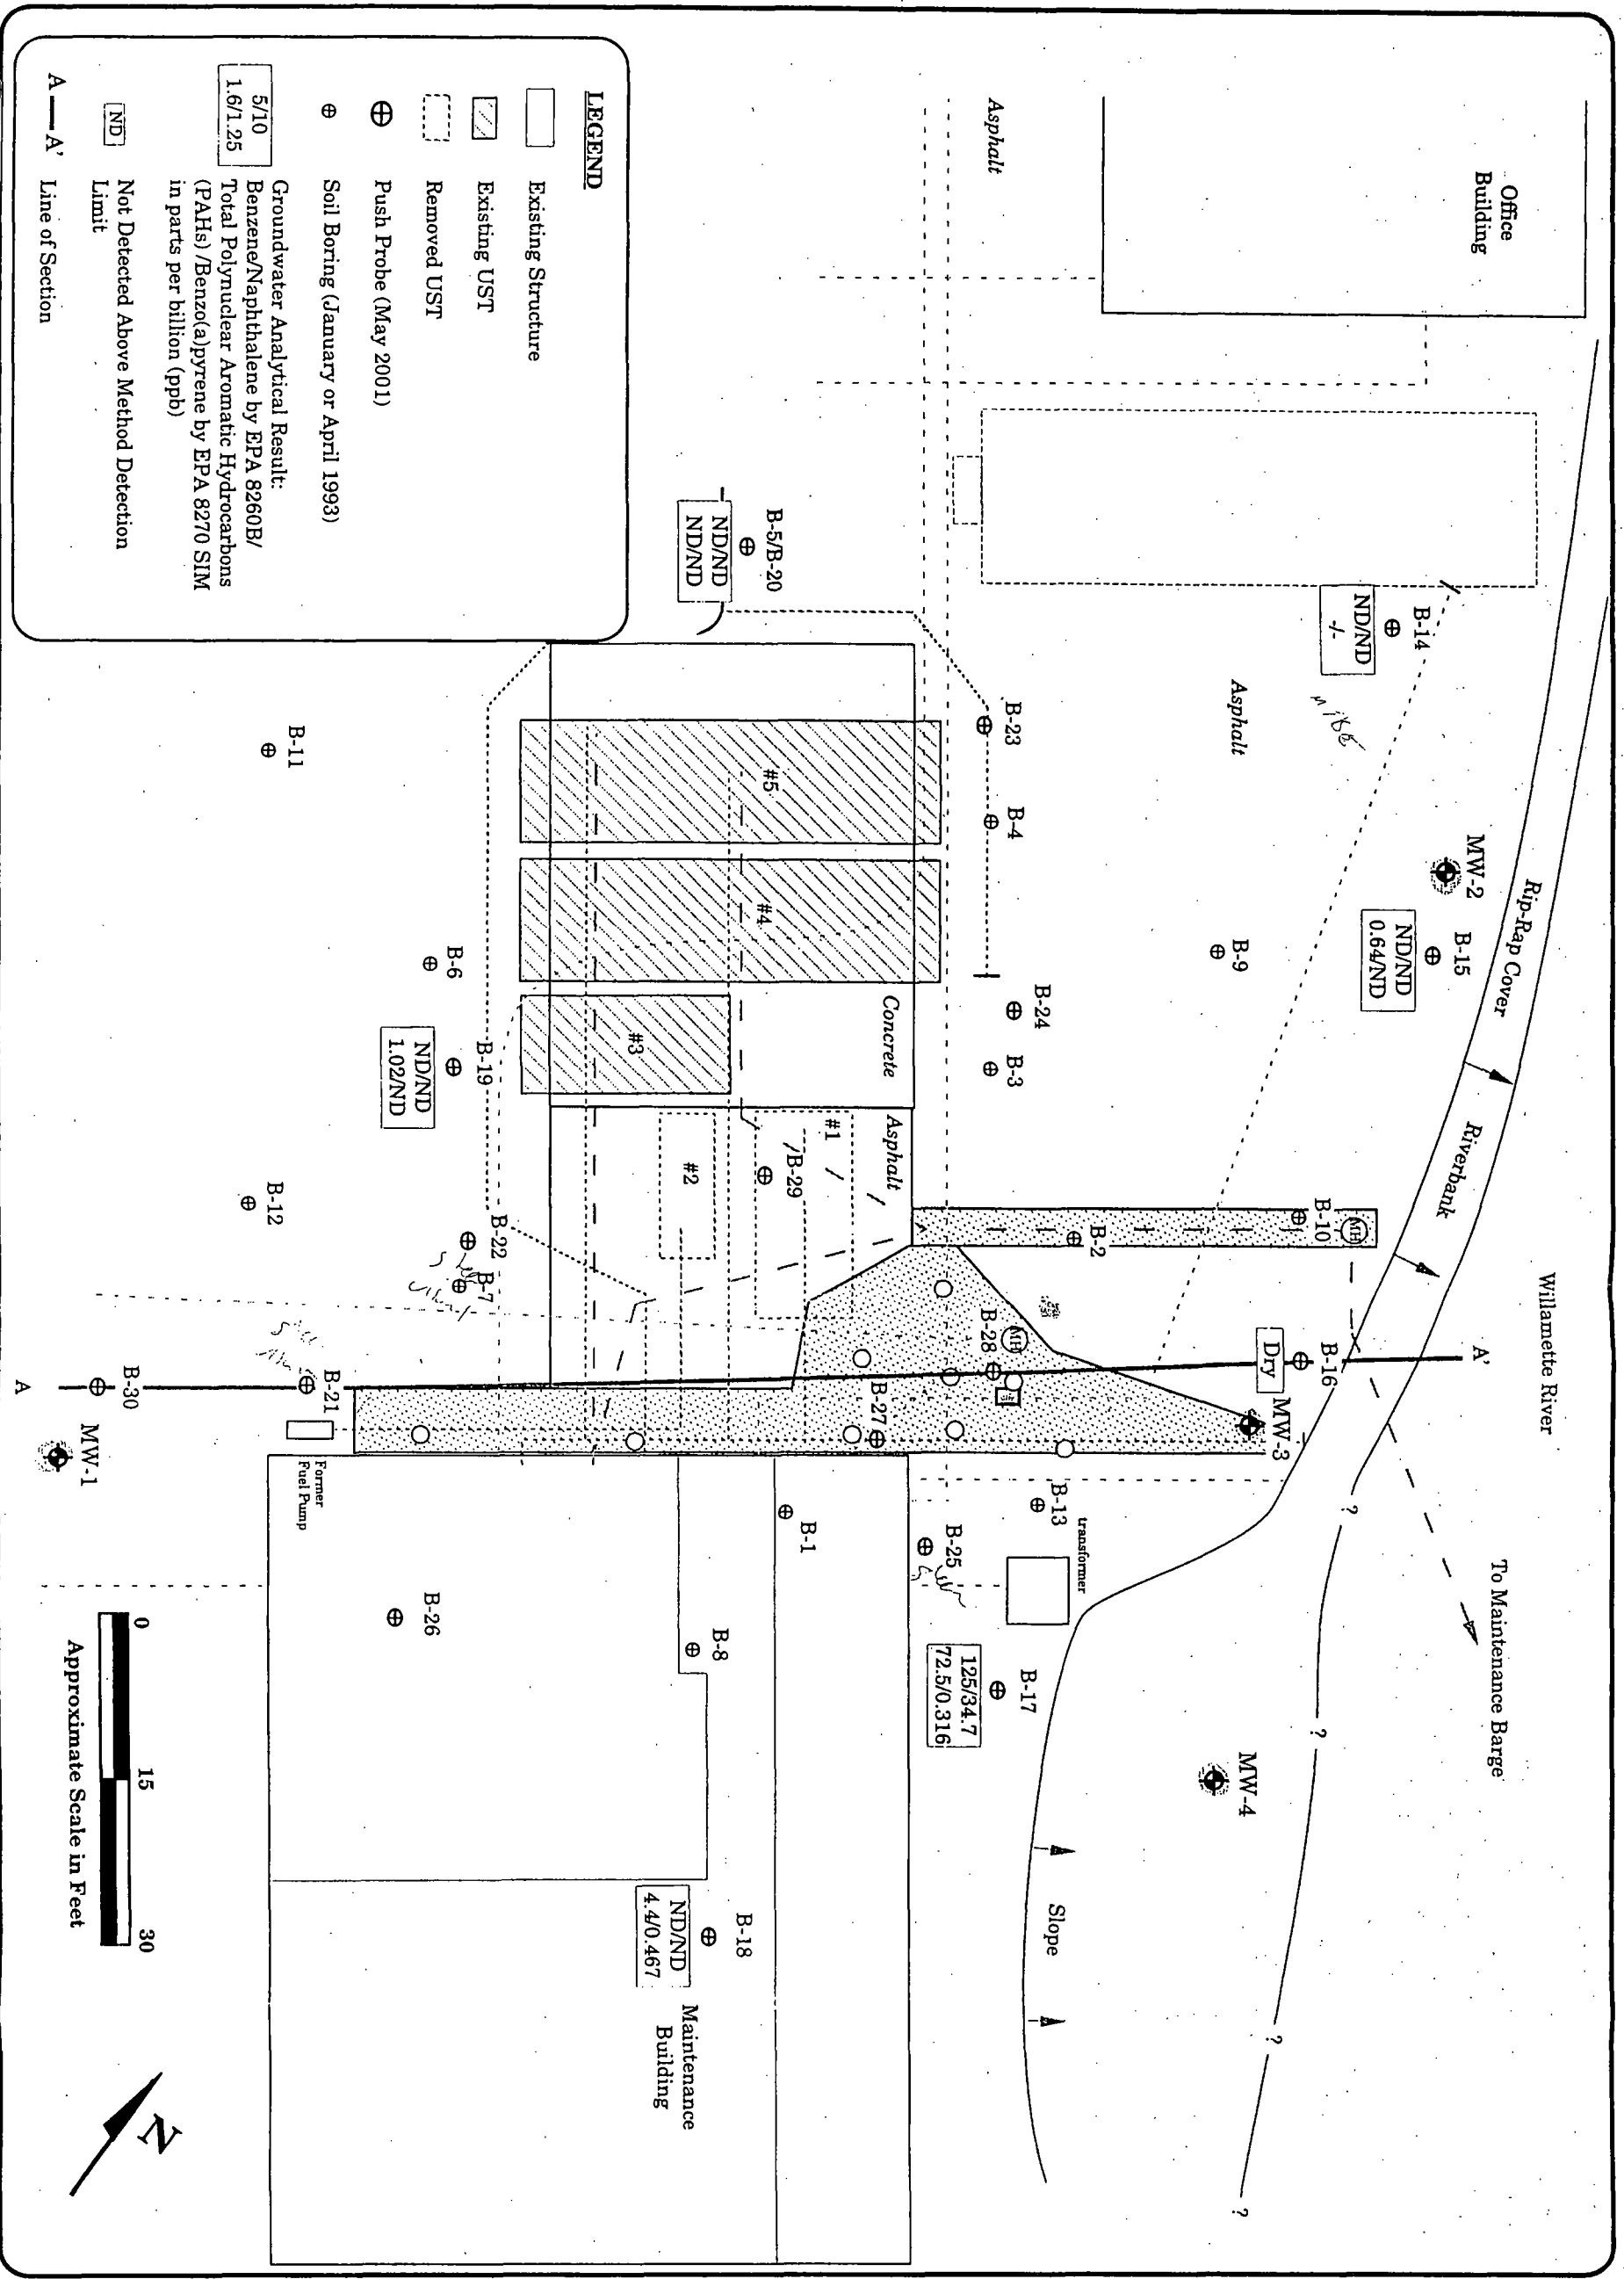 Office
Building
Asphalt
Willamette River
Rip-Rap Cover
Riverbank
To Maintenance Barge
A'
B-14
ND/ND
-/-
Asphalt
MW-2
B-15
ND/ND
0.64/ND
B-9
B-10
MH
B-16
Dry
MW-3
MW-4
Slope
B-5/B-20
ND/ND
ND/ND
B-23
B-4
B-24
B-3
B-2
B-28
MH
B-13
transformer
B-25
B-17
125/34.7
72.5/0.316
#5
#4
Concrete
#3
Asphalt
#1
B-29
#2
B-27
B-1
B-8
B-18
ND/ND
4.4/0.467
Maintenance
Building
B-11
B-6
B-19
ND/ND
1.02/ND
B-12
B-22
B-7
B-21
B-30
A
MW-1
Former
Fuel Pump
B-26
LEGEND
Existing Structure
Existing UST
Removed UST
Push Probe (May 2001)
Soil Boring (January or April 1993)
5/10
1.6/1.25
Groundwater Analytical Result:
Benzene/Naphthalene by EPA 8260B/
Total Polynuclear Aromatic Hydrocarbons
(PAHs) /Benzo(a)pyrene by EPA 8270 SIM
in parts per billion (ppb)
ND
Not Detected Above Method Detection
Limit
A A' Line of Section
0 15 30
Approximate Scale in Feet
N
?
?
?
?